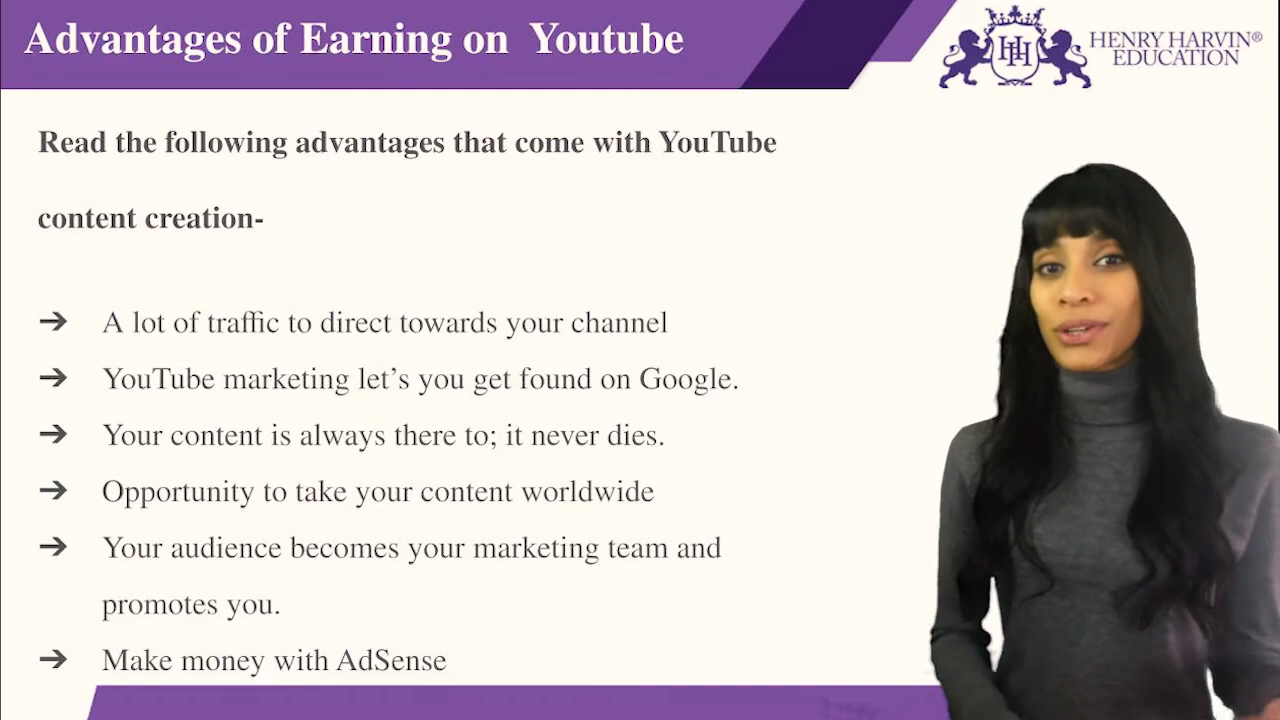 Advantages of Earning on Youtube
HENRY HARVIN®
EDUCATION
Read the following advantages that come with YouTube
content creation-
➔ A lot of traffic to direct towards your channel
➔ YouTube marketing let’s you get found on Google.
➔ Your content is always there to; it never dies.
➔ Opportunity to take your content worldwide
➔ Your audience becomes your marketing team and
promotes you.
➔ Make money with AdSense